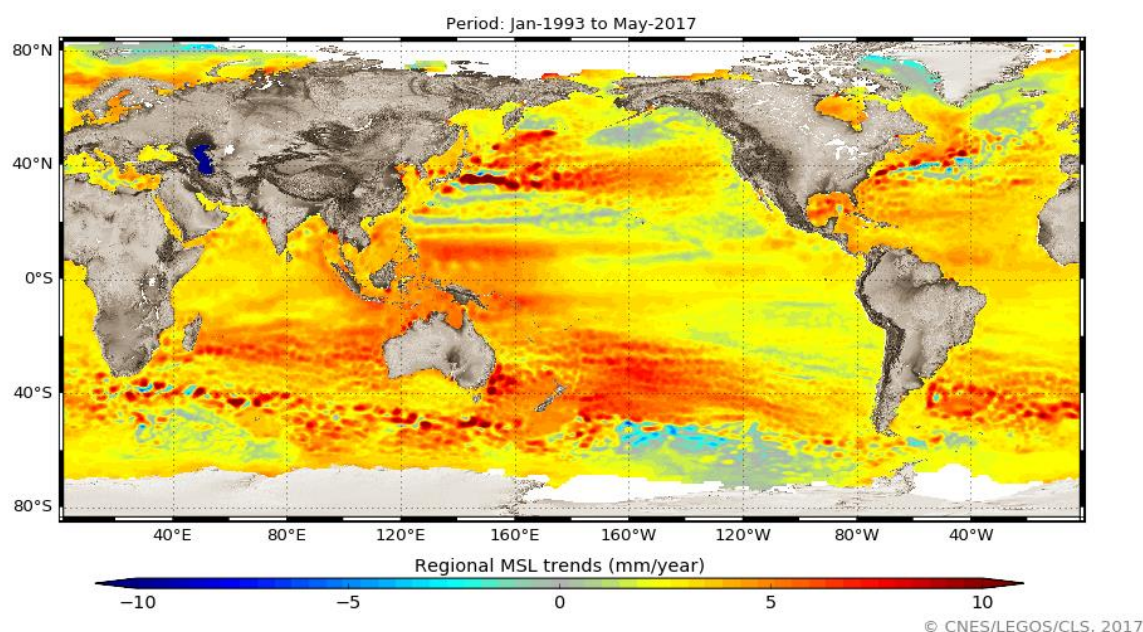 Period: Jan-1993 to May-2017
80°N
40°N
0°S
40°S
80°S
40°E 80°E 120°E 160°E 160°W 120°W 80°W 40°W
Regional MSL trends (mm/year)
−10 −5 0 5 10
© CNES/LEGOS/CLS, 2017